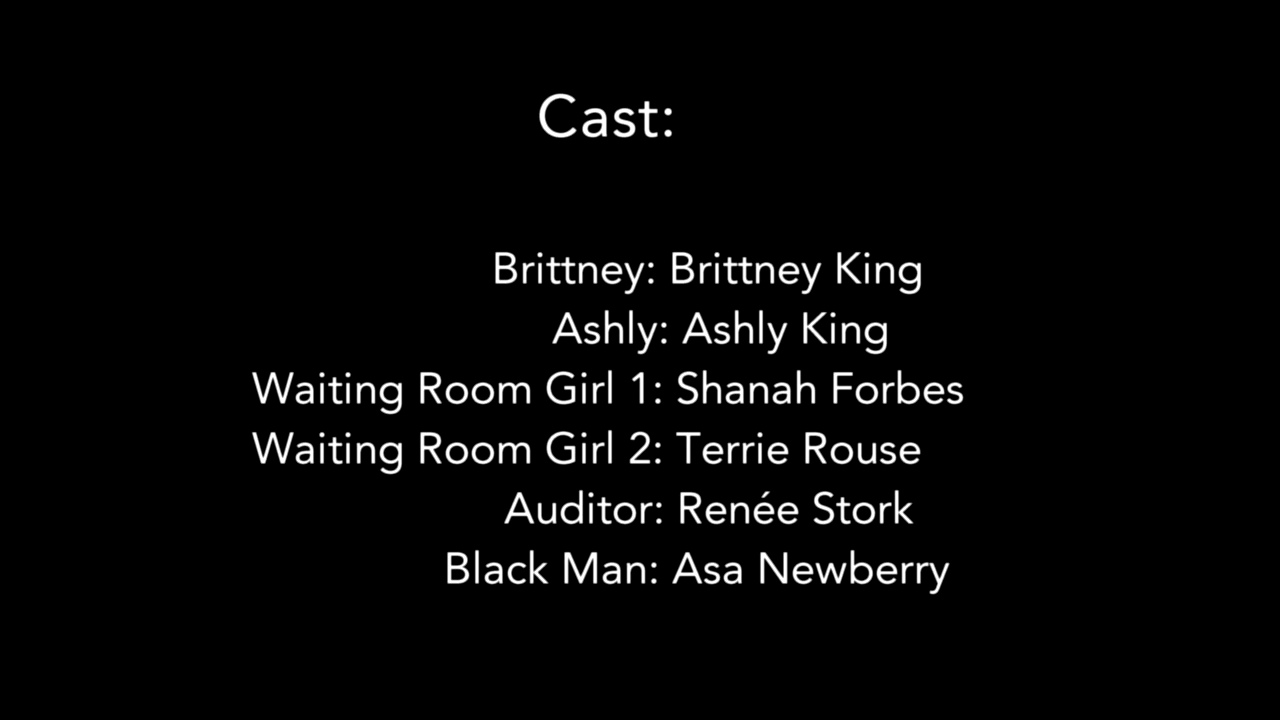 Cast:
Brittney: Brittney King
Ashly: Ashly King
Waiting Room Girl 1: Shanah Forbes
Waiting Room Girl 2: Terrie Rouse
Auditor: Renée Stork
Black Man: Asa Newberry